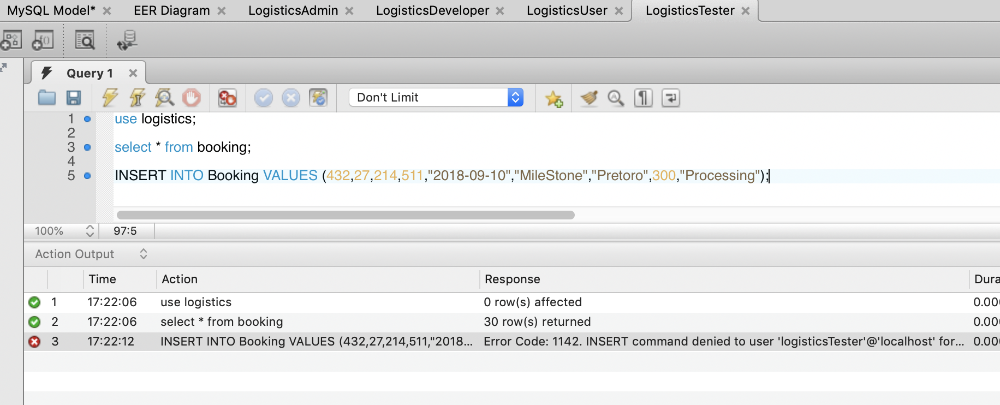 MySQL Model* EER Diagram LogisticsAdmin LogisticsDeveloper LogisticsUser LogisticsTester
Query 1
Don't Limit
1 use logistics;
2
3 select * from booking;
4
5 INSERT INTO Booking VALUES (432,27,214,511,"2018-09-10","MileStone","Pretoro",300,"Processing");
100% 97:5
Action Output
Time Action Response Dura
1 17:22:06 use logistics 0 row(s) affected 0.00
2 17:22:06 select * from booking 30 row(s) returned 0.00
3 17:22:12 INSERT INTO Booking VALUES (432,27,214,511,"2018... Error Code: 1142. INSERT command denied to user 'logisticsTester'@'localhost' for... 0.00